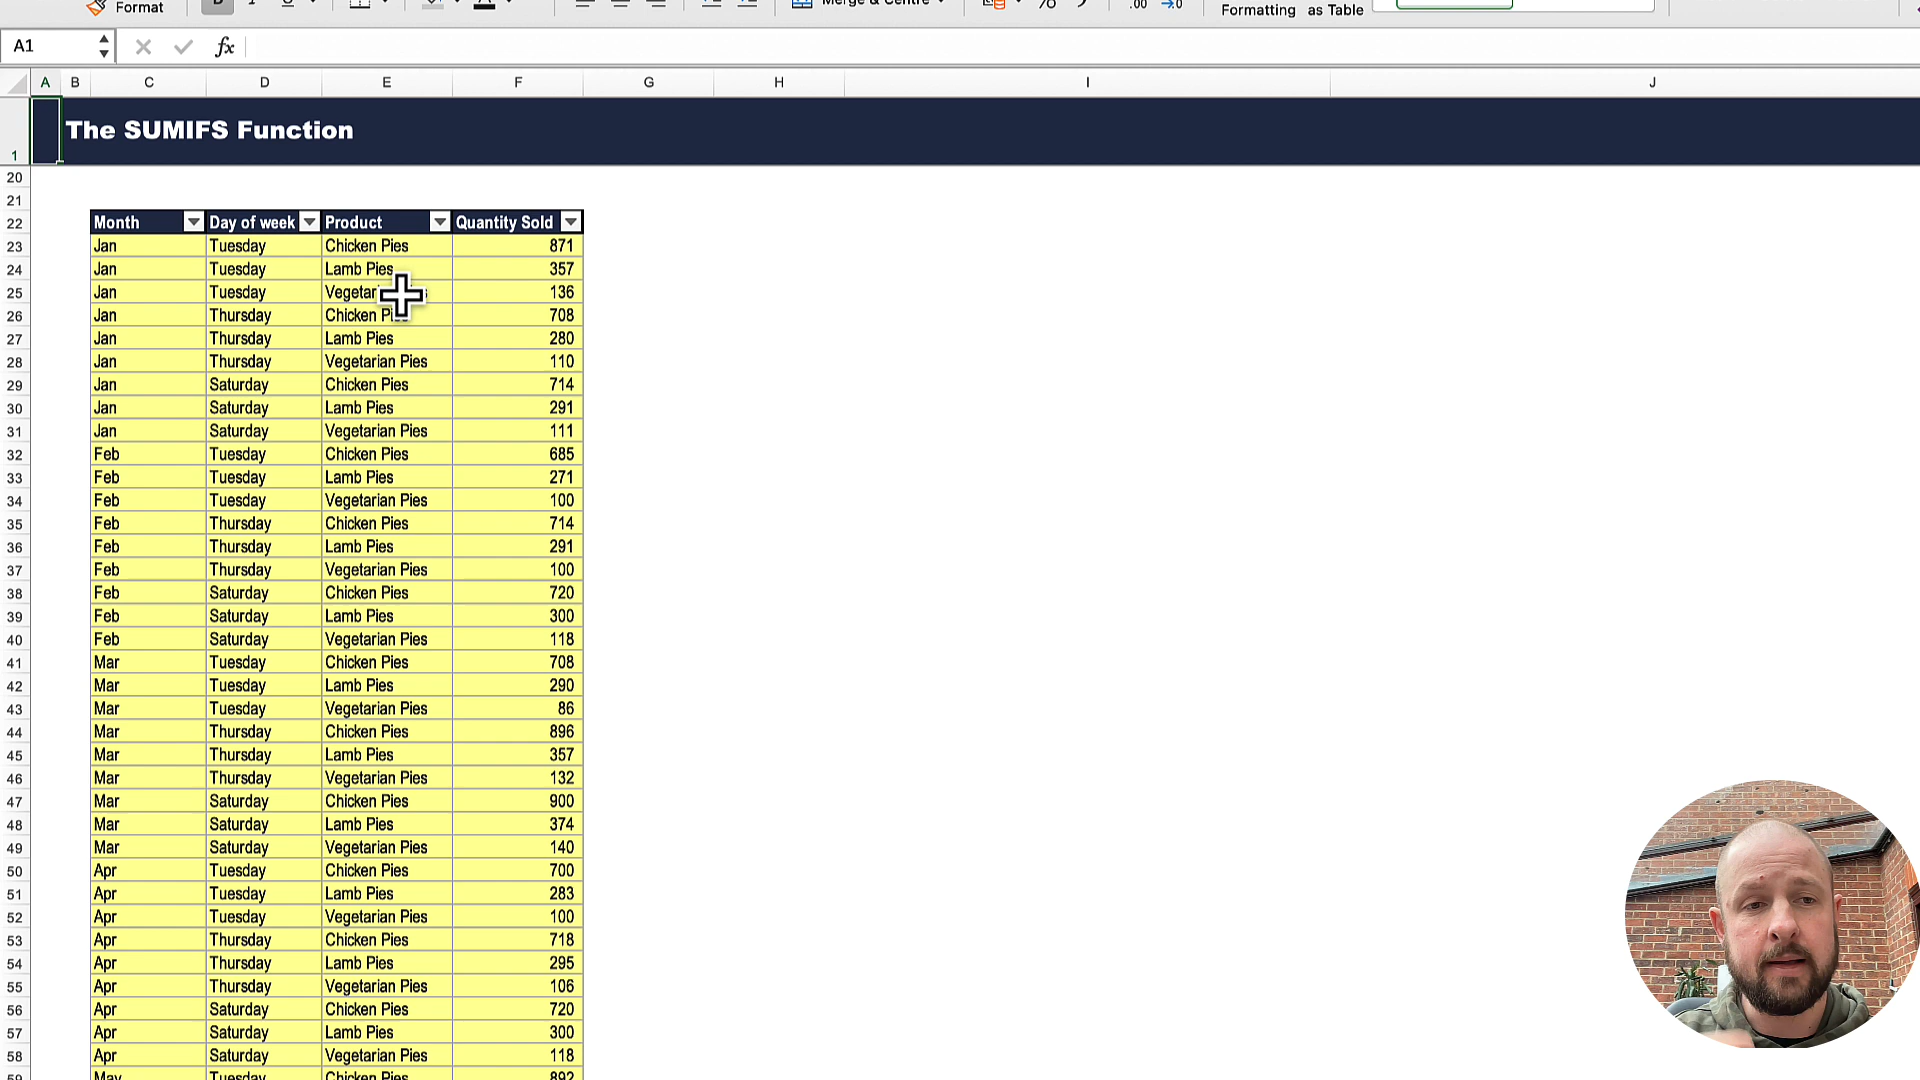 Format
B I U
Merge & Centre
% .00 →.0
Formatting as Table
A1 fx
A B C D E F G H I J
1 The SUMIFS Function
20
21
22 Month Day of week Product Quantity Sold
23 Jan Tuesday Chicken Pies 871
24 Jan Tuesday Lamb Pies 357
25 Jan Tuesday 136
26 Jan Thursday Chicken 708
27 Jan Thursday Lamb Pies 280
28 Jan Thursday Vegetarian Pies 110
29 Jan Saturday Chicken Pies 714
30 Jan Saturday Lamb Pies 291
31 Jan Saturday Vegetarian Pies 111
32 Feb Tuesday Chicken Pies 685
33 Feb Tuesday Lamb Pies 271
34 Feb Tuesday Vegetarian Pies 100
35 Feb Thursday Chicken Pies 714
36 Feb Thursday Lamb Pies 291
37 Feb Thursday Vegetarian Pies 100
38 Feb Saturday Chicken Pies 720
39 Feb Saturday Lamb Pies 300
40 Feb Saturday Vegetarian Pies 118
41 Mar Tuesday Chicken Pies 708
42 Mar Tuesday Lamb Pies 290
43 Mar Tuesday Vegetarian Pies 86
44 Mar Thursday Chicken Pies 896
45 Mar Thursday Lamb Pies 357
46 Mar Thursday Vegetarian Pies 132
47 Mar Saturday Chicken Pies 900
48 Mar Saturday Lamb Pies 374
49 Mar Saturday Vegetarian Pies 140
50 Apr Tuesday Chicken Pies 700
51 Apr Tuesday Lamb Pies 283
52 Apr Tuesday Vegetarian Pies 100
53 Apr Thursday Chicken Pies 718
54 Apr Thursday Lamb Pies 295
55 Apr Thursday Vegetarian Pies 106
56 Apr Saturday Chicken Pies 720
57 Apr Saturday Lamb Pies 300
58 Apr Saturday Vegetarian Pies 118
59 May Tuesday Chicken Pies 892